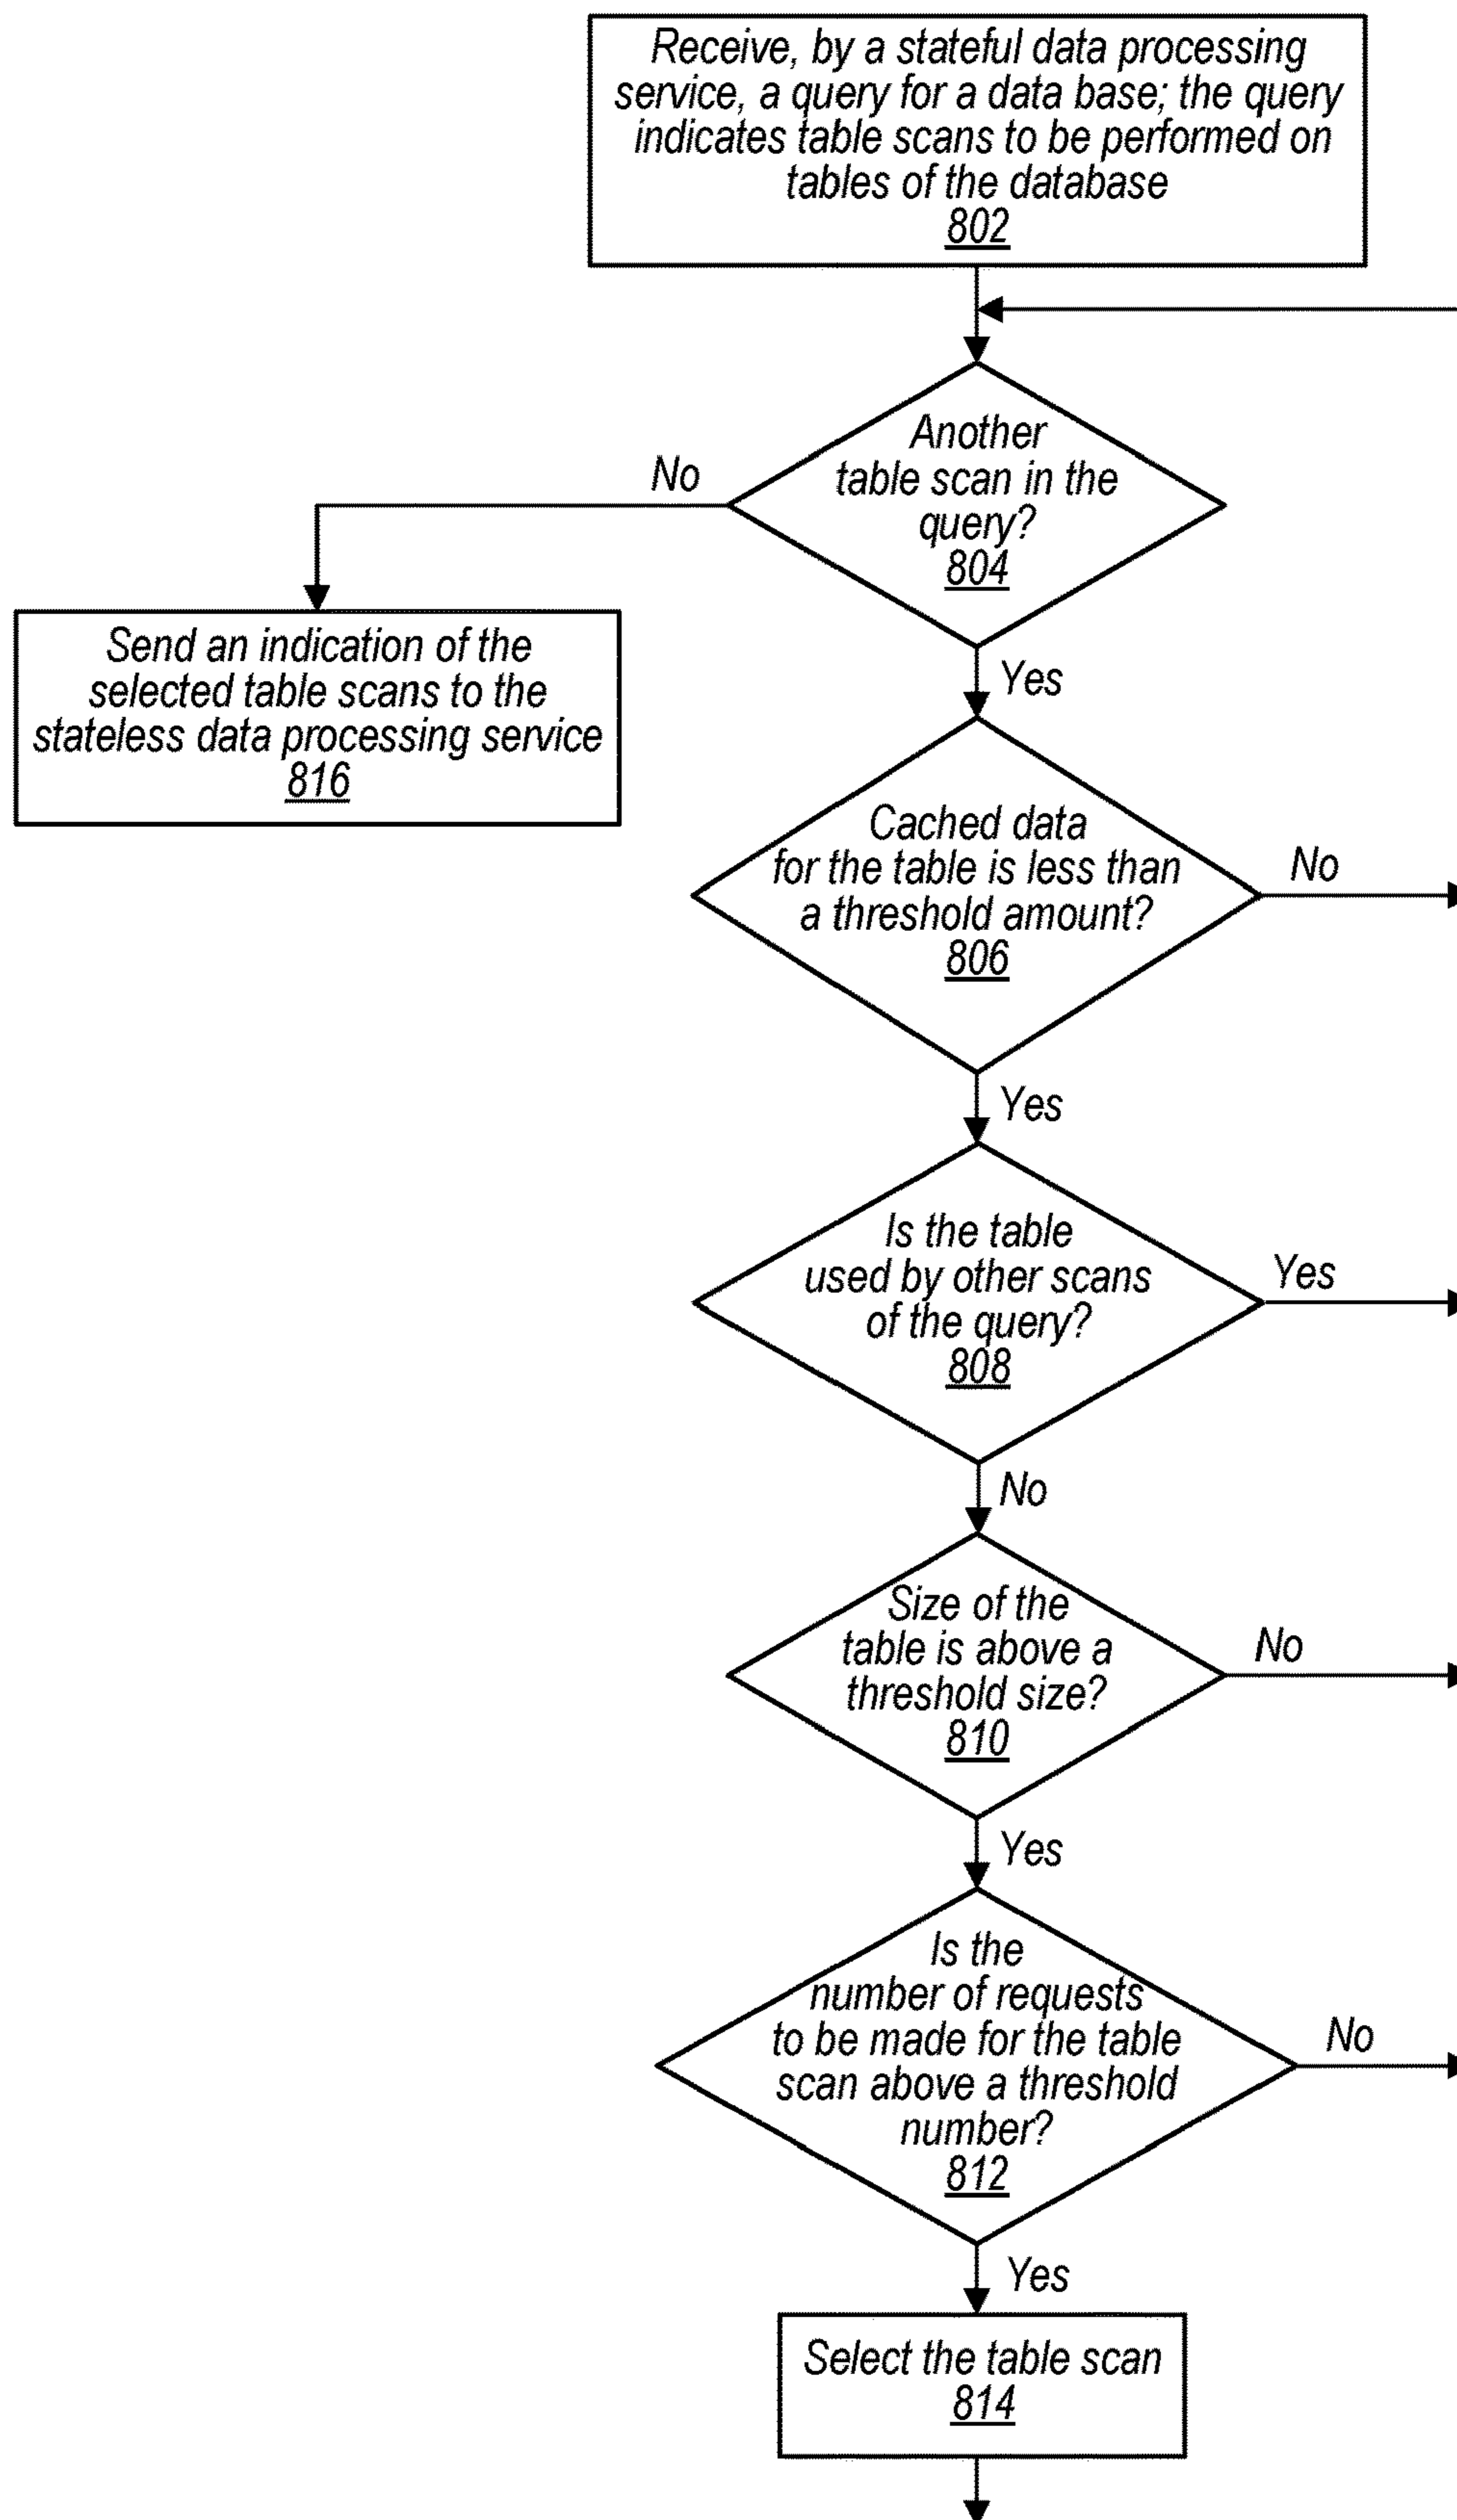 Receive, by a stateful data processing
service, a query for a data base; the query
indicates table scans to be performed on
tables of the database
802
Another
table scan in the
query?
804
No
Yes
Send an indication of the
selected table scans to the
stateless data processing service
816
Cached data
for the table is less than
a threshold amount?
806
No
Yes
Is the table
used by other scans
of the query?
808
Yes
No
Size of the
table is above a
threshold size?
810
No
Yes
Is the
number of requests
to be made for the table
scan above a threshold
number?
812
No
Yes
Select the table scan
814